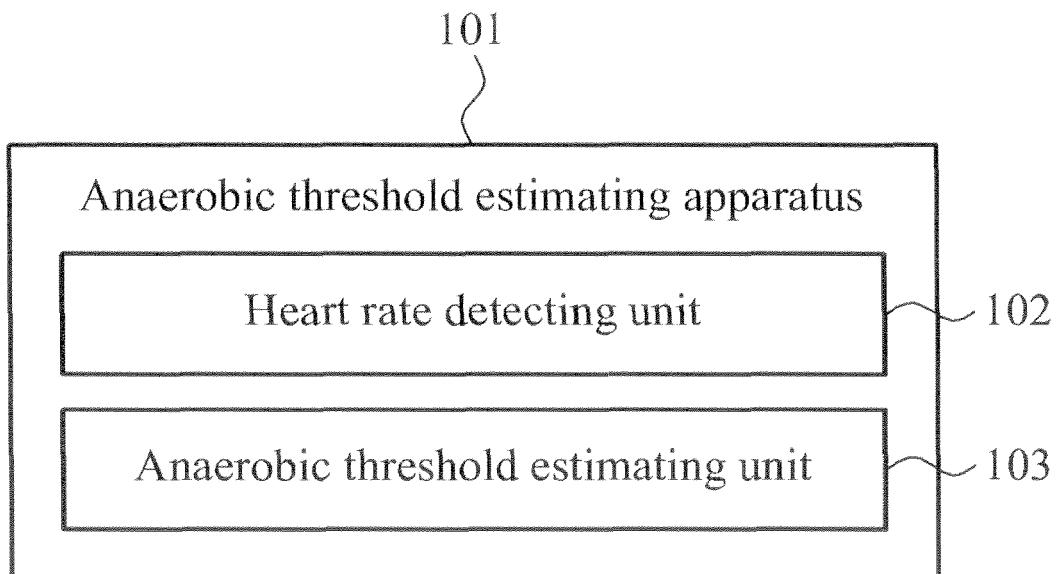 101
Anaerobic threshold estimating apparatus
Heart rate detecting unit
102
Anaerobic threshold estimating unit
103